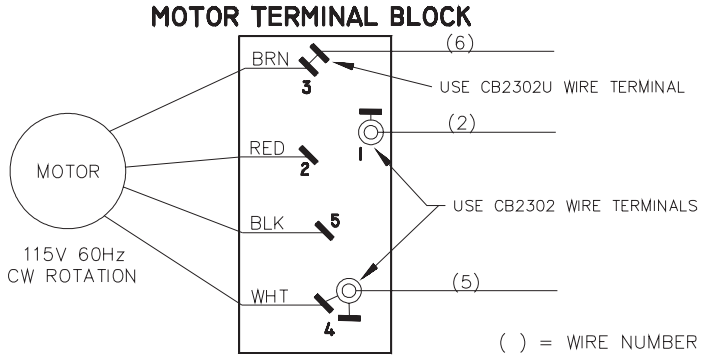 MOTOR TERMINAL BLOCK
(6)
BRN
3
USE CB2302U WIRE TERMINAL
(2)
1
RED
2
MOTOR
USE CB2302 WIRE TERMINALS
BLK
5
115V 60Hz
CW ROTATION
(5)
WHT
4
( ) = WIRE NUMBER